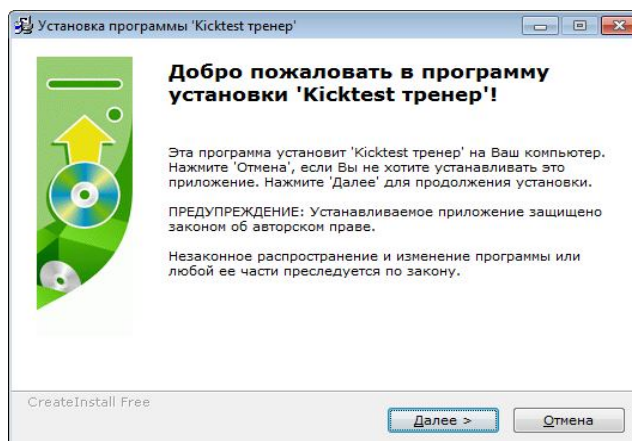 Установка программы 'Kicktest тренер'
Добро пожаловать в программу
установки 'Kicktest тренер'!
Эта программа установит 'Kicktest тренер' на Ваш компьютер.
Нажмите 'Отмена', если Вы не хотите устанавливать это
приложение. Нажмите 'Далее' для продолжения установки.
ПРЕДУПРЕЖДЕНИЕ: Устанавливаемое приложение защищено
законом об авторском праве.
Незаконное распространение и изменение программы или
любой ее части преследуется по закону.
CreateInstall Free
Далее >
Отмена